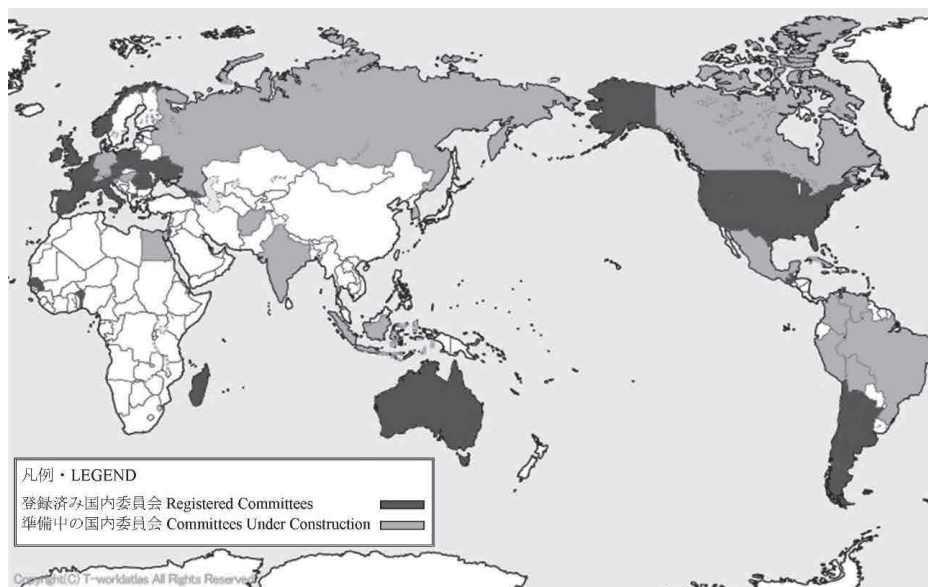 凡例・LEGEND
登録済み国内委員会 Registered Committees
準備中の国内委員会 Committees Under Construction
Copyright(C) T-worldatlas All Rights Reserved